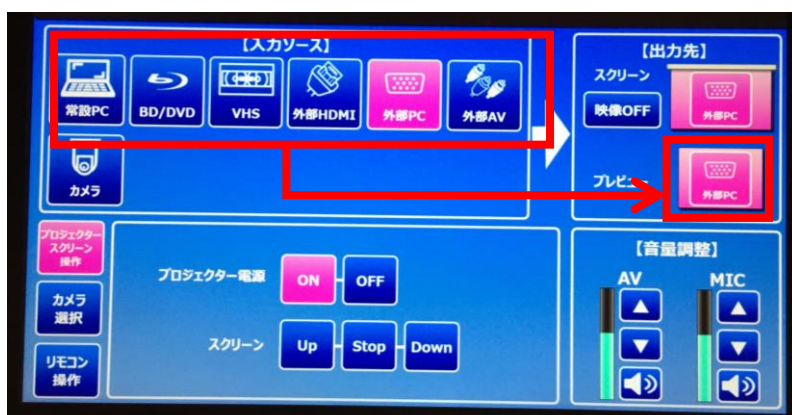 【入力ソース】
常設PC
BD/DVD
VHS
外部HDMI
外部PC
外部AV
カメラ
【出力先】
スクリーン
映像OFF
外部PC
プレビュー
外部PC
プロジェクター
スクリーン
操作
カメラ
選択
リモコン
操作
プロジェクター電源
ON
OFF
スクリーン
Up
Stop
Down
【音量調整】
AV
MIC